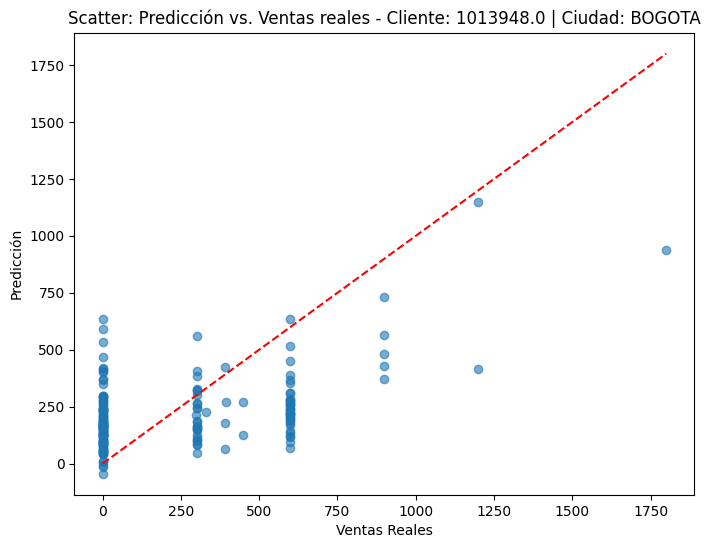 Scatter: Predicción vs. Ventas reales - Cliente: 1013948.0 | Ciudad: BOGOTA
1750
1500
1250
1000
750
500
250
0
Predicción
0 250 500 750 1000 1250 1500 1750
Ventas Reales